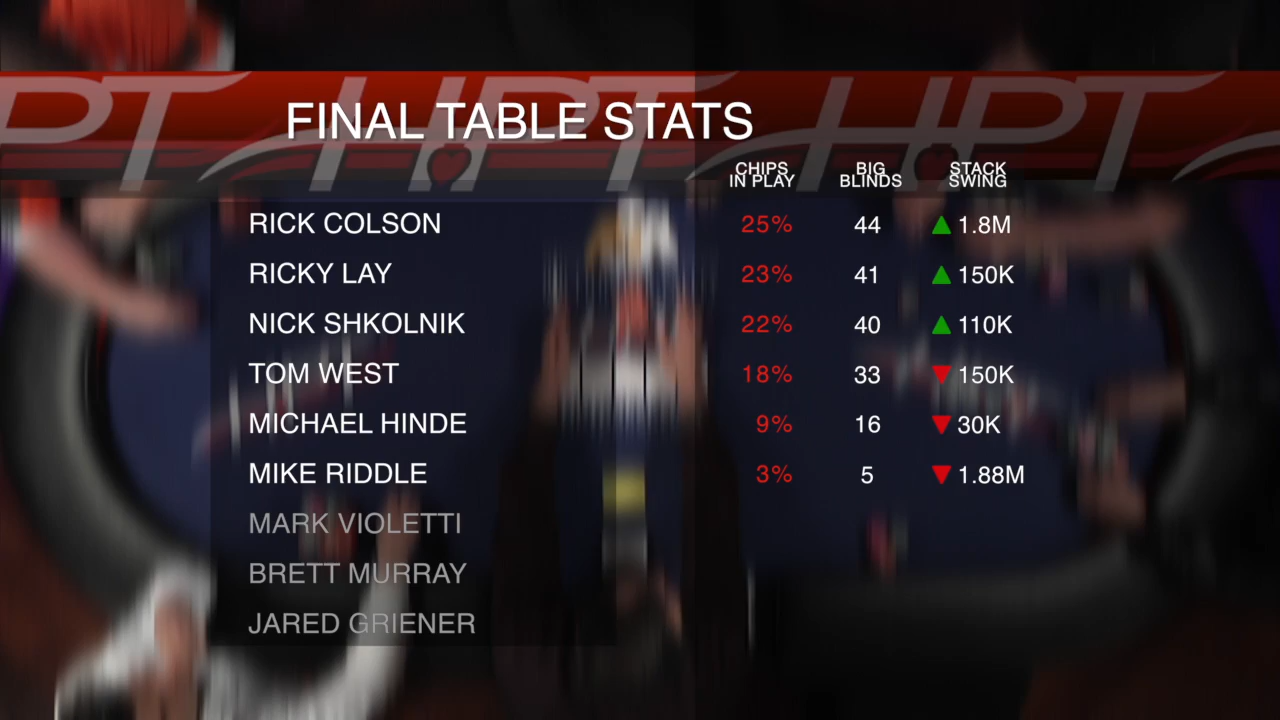 PT HPT HPT
FINAL TABLE STATS
CHIPS IN PLAY BIG BLINDS STACK SWING
RICK COLSON 25% 44 ▲ 1.8M
RICKY LAY 23% 41 ▲ 150K
NICK SHKOLNIK 22% 40 ▲ 110K
TOM WEST 18% 33 ▼ 150K
MICHAEL HINDE 9% 16 ▼ 30K
MIKE RIDDLE 3% 5 ▼ 1.88M
MARK VIOLETTI
BRETT MURRAY
JARED GRIENER